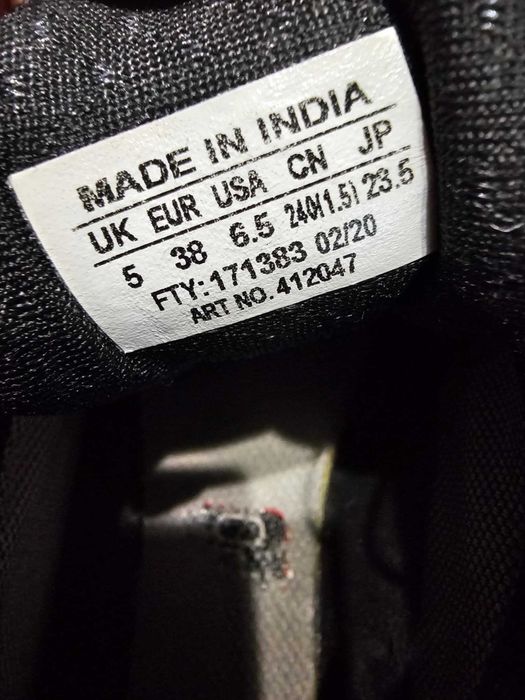 MADE IN INDIA
UK EUR USA CN JP
5 38 6.5 240(1.5) 23.5
FTY:171383 02/20
ART NO.412047